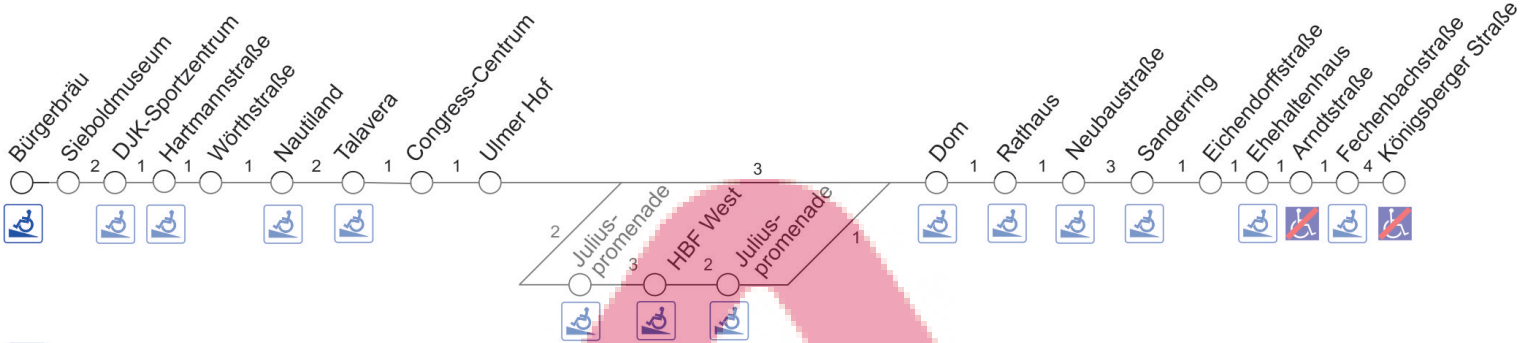 Bürgerbräu
Sieboldmuseum
2
DJK-Sportzentrum
1
Hartmannstraße
1
Wörthstraße
1
Nautiland
2
Talavera
1
Congress-Centrum
1
Ulmer Hof
3
Dom
1
Rathaus
1
Neubaustraße
3
Sanderring
1
Eichendorffstraße
1
Ehehaltenhaus
1
Arndtstraße
1
Fechenbachstraße
4
Königsberger Straße
2
Julius-
promenade
3
HBF West
2
Julius-
promenade
1